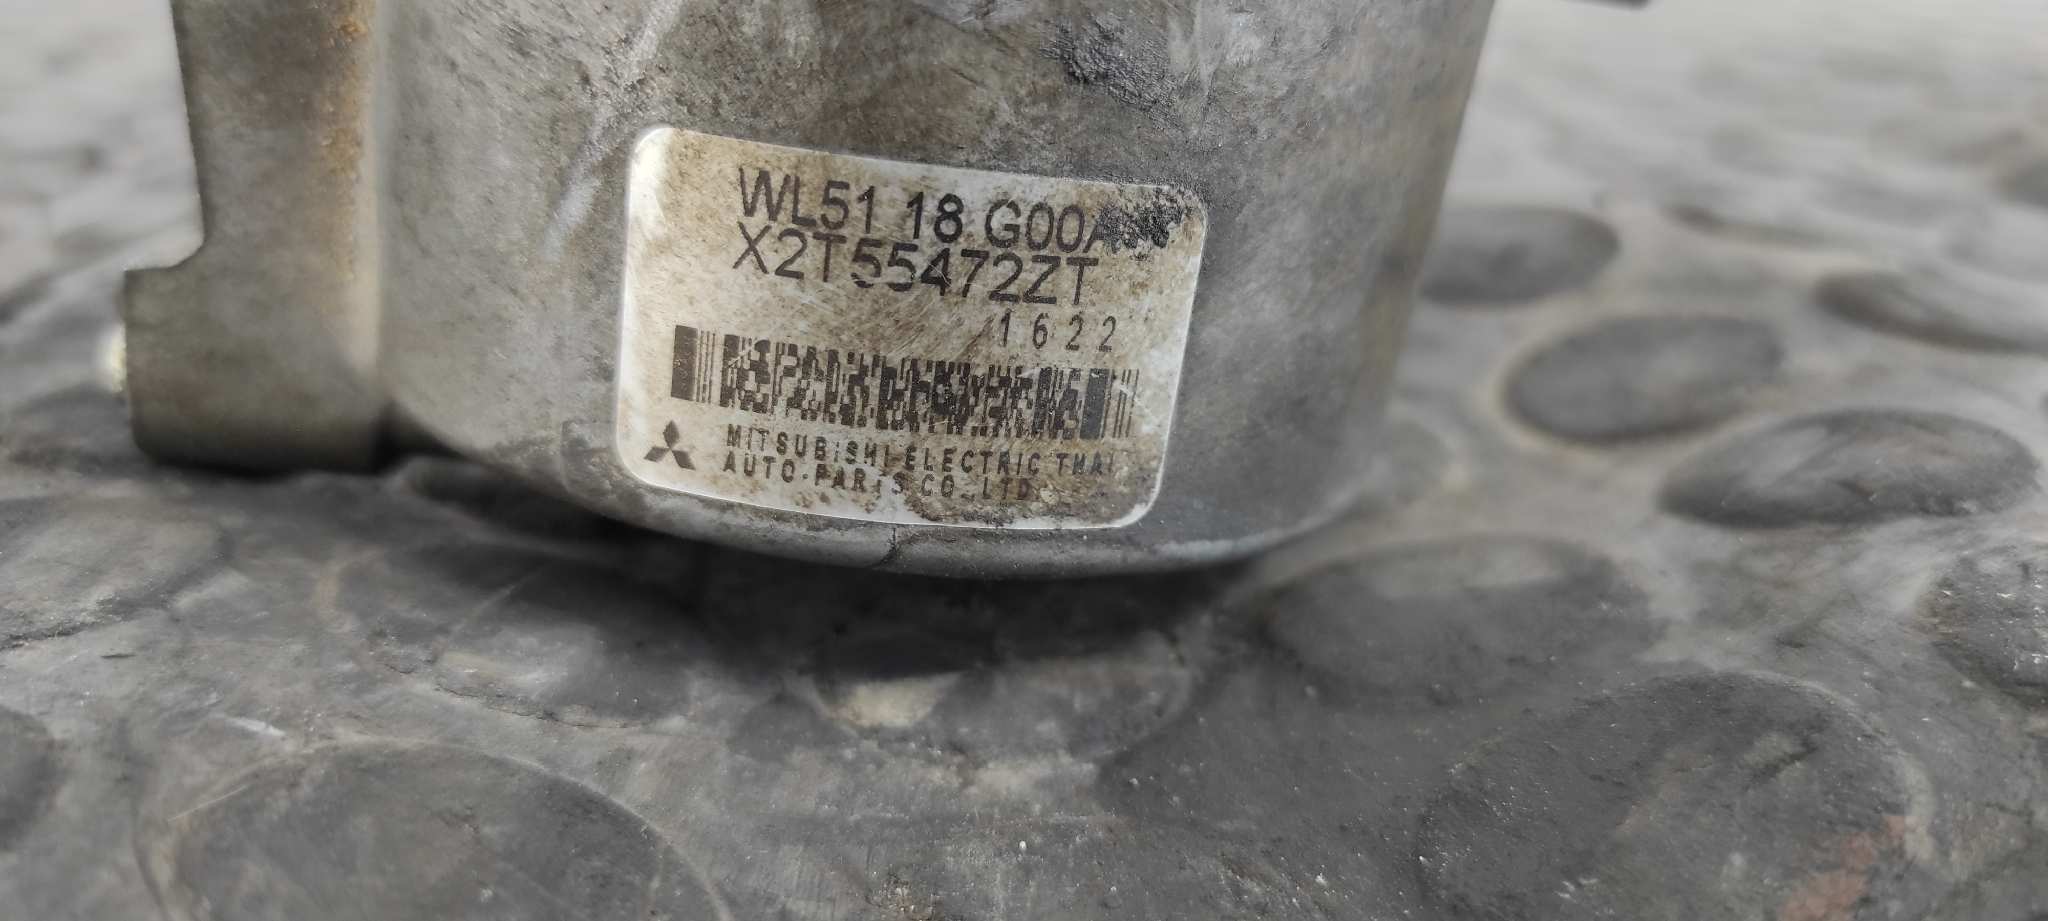 WL51 18 G00A
X2T55472ZT
1622
MITSUBISHI ELECTRIC THAI
AUTO-PARTS CO.,LTD.